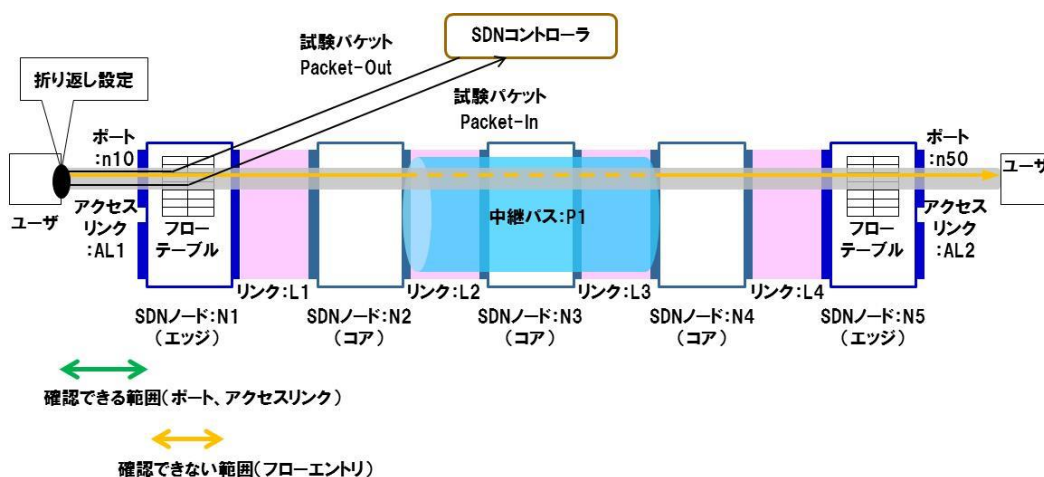 SDNコントローラ
試験パケット
Packet-Out
試験パケット
Packet-In
折り返し設定
ポート
:n10
ポート
:n50
ユーザ
ユーザ
アクセス
リンク
:AL1
フロー
テーブル
中継パス:P1
フロー
テーブル
アクセス
リンク
:AL2
リンク:L1
リンク:L2
リンク:L3
リンク:L4
SDNノード:N1
(エッジ)
SDNノード:N2
(コア)
SDNノード:N3
(コア)
SDNノード:N4
(コア)
SDNノード:N5
(エッジ)
確認できる範囲(ポート、アクセスリンク)
確認できない範囲(フローエントリ)